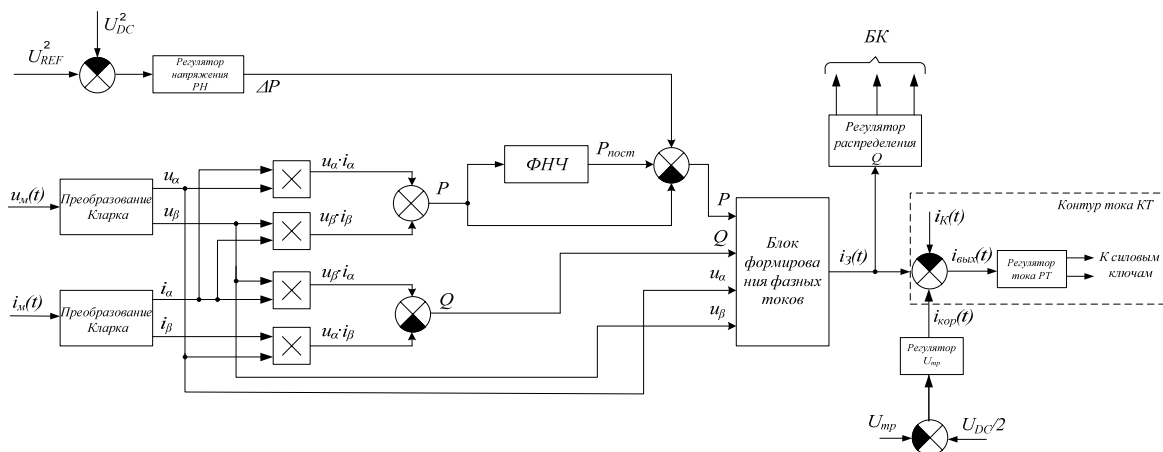 U²DC
U²REF
Регулятор
напряжения
РН
ΔP
БК
Регулятор
распределения
Q
uα·iα
ФНЧ
Pпост
P
uм(t)
Преобразование
Кларка
uα
uβ
uβ·iβ
P
Q
uα
uβ
Блок
формирова
ния фазных
токов
iЗ(t)
Контур тока КТ
iК(t)
iвых(t)
Регулятор
тока РТ
К силовым
ключам
iм(t)
Преобразование
Кларка
iα
iβ
uβ·iα
Q
uα·iβ
iкор(t)
Регулятор
Uтр
Uтр
UDC/2